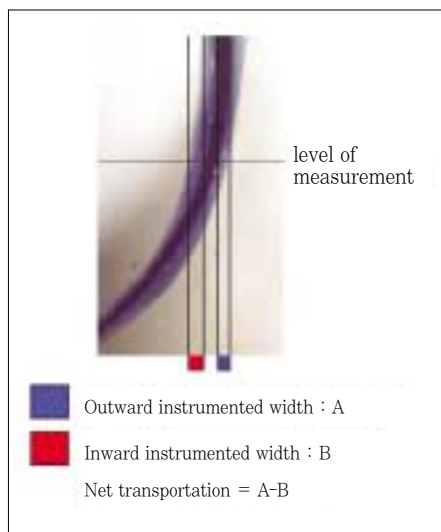 level of
measurement
Outward instrumented width : A
Inward instrumented width : B
Net transportation = A-B